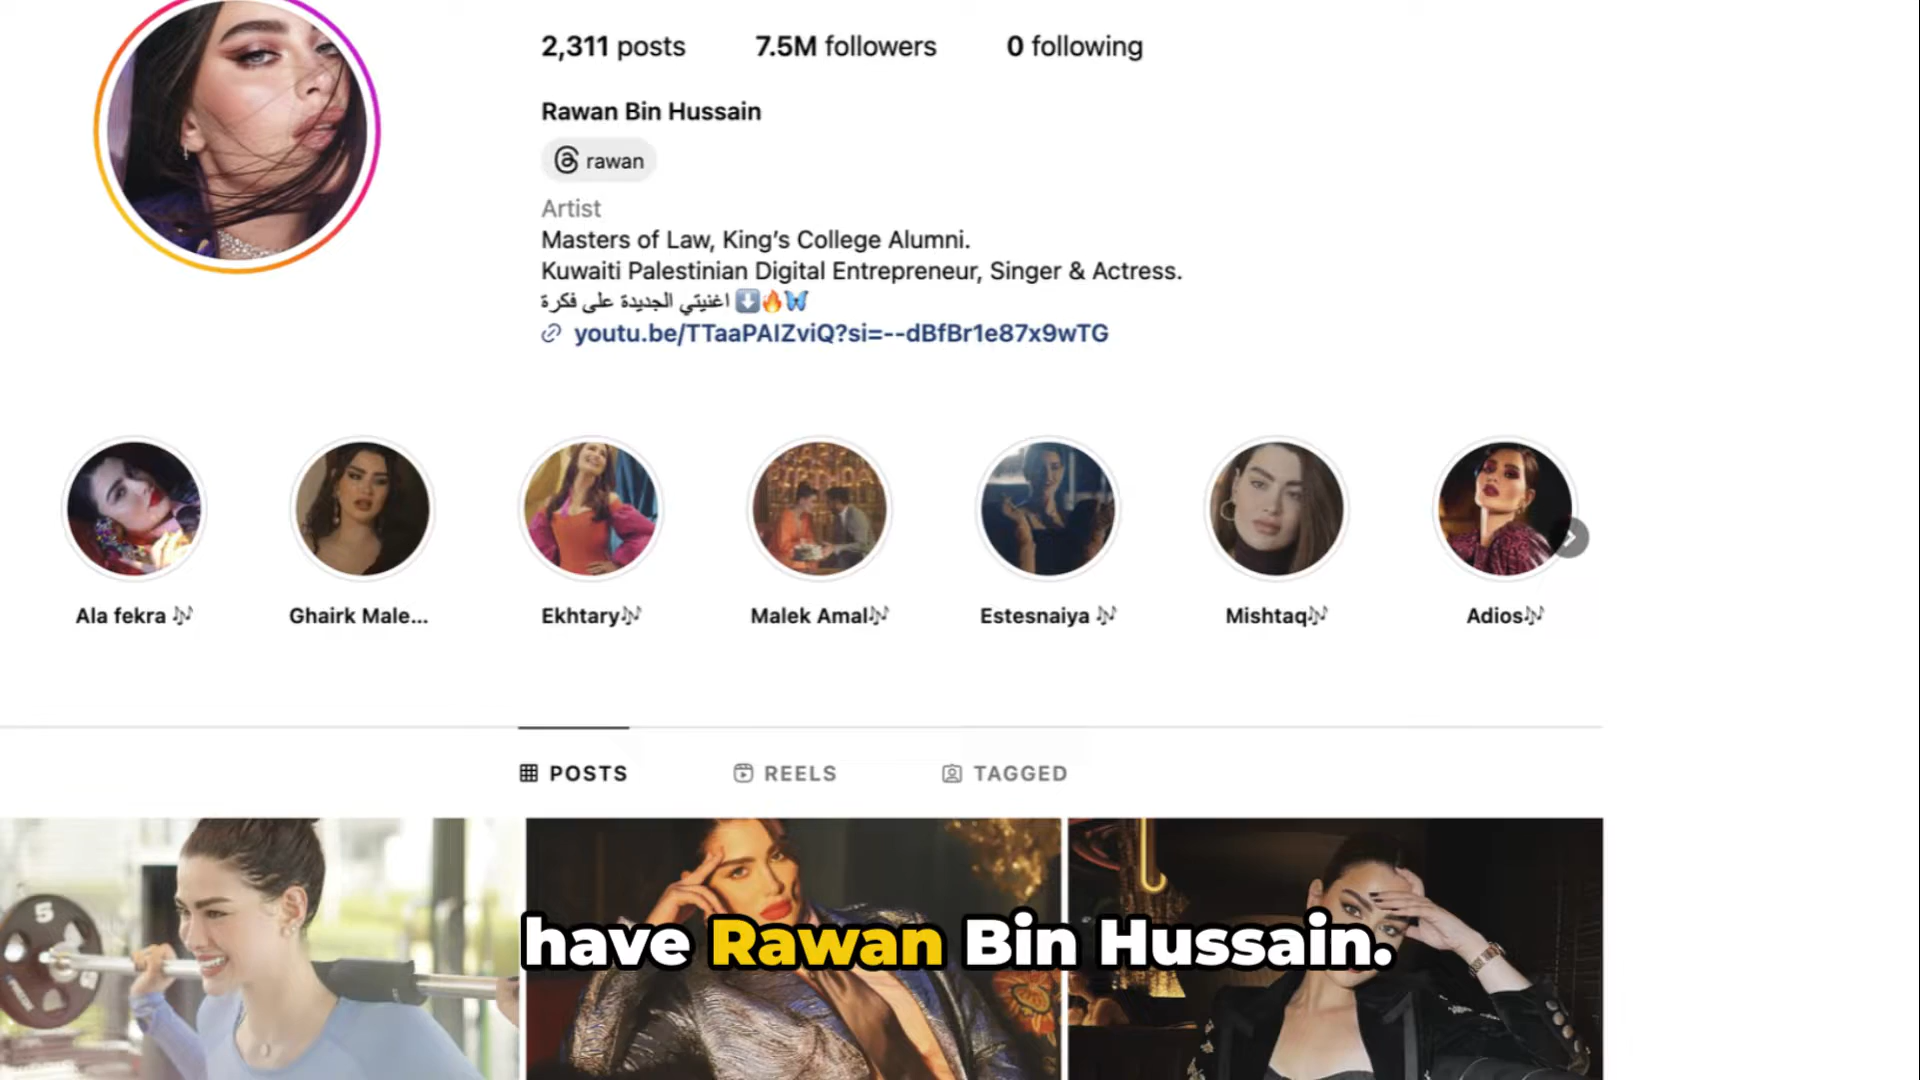 2,311 posts 7.5M followers 0 following
Rawan Bin Hussain
rawan
Artist
Masters of Law, King’s College Alumni.
Kuwaiti Palestinian Digital Entrepreneur, Singer & Actress.
اغنيتي الجديدة على فكرة ⬇️🔥🦋
youtu.be/TTaaPAIZviQ?si=--dBfBr1e87x9wTG
Ala fekra 🎶 Ghairk Male... Ekhtary🎶 Malek Amal🎶 Estesnaiya 🎶 Mishtaq🎶 Adios🎶
POSTS REELS TAGGED
5
have Rawan Bin Hussain.